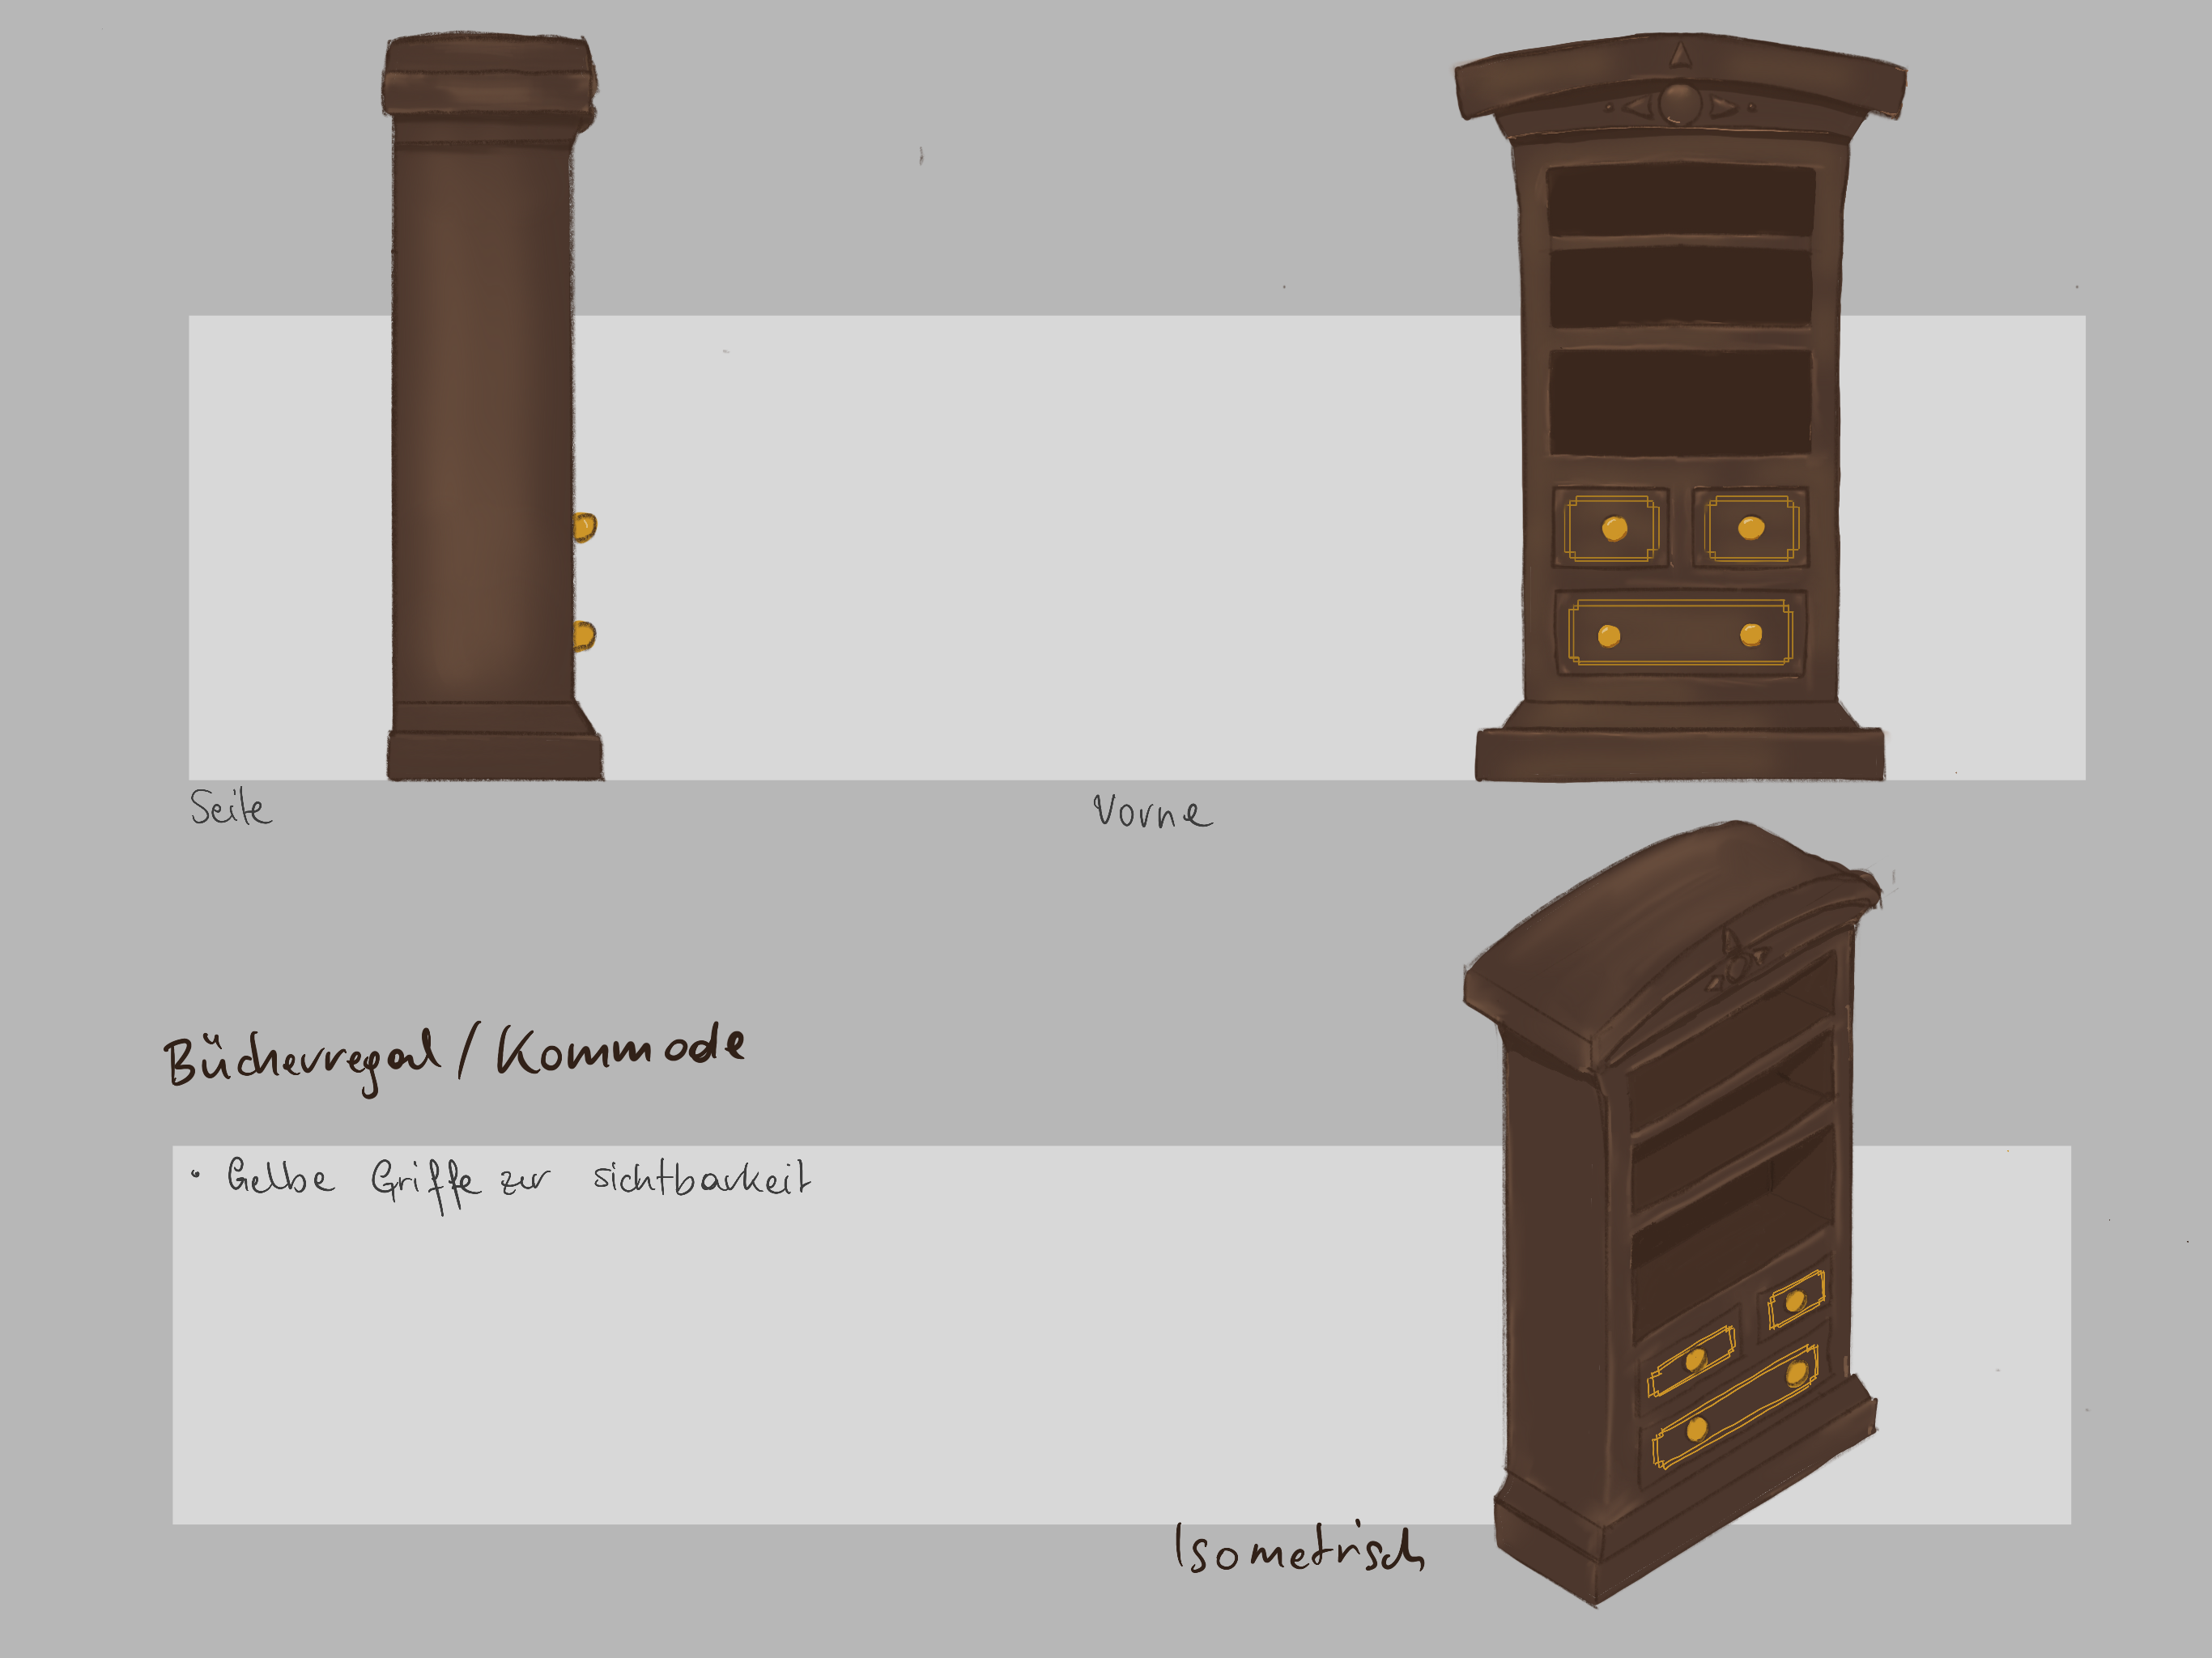 Seite
Vorne
Bücherregal / Kommode
• Gelbe Griffe zur sichtbarkeit
Isometrisch